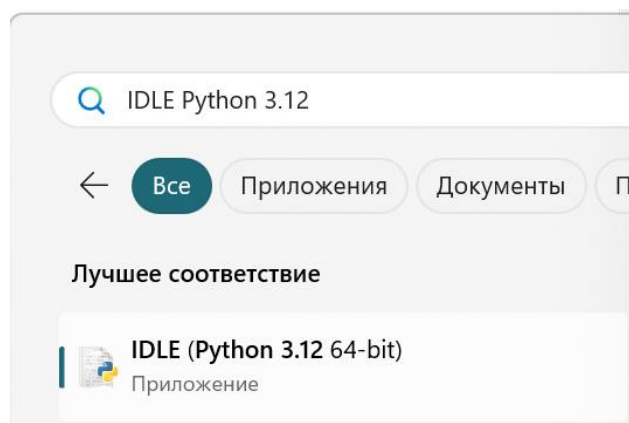 IDLE Python 3.12
Все Приложения Документы
Лучшее соответствие
IDLE (Python 3.12 64-bit)
Приложение